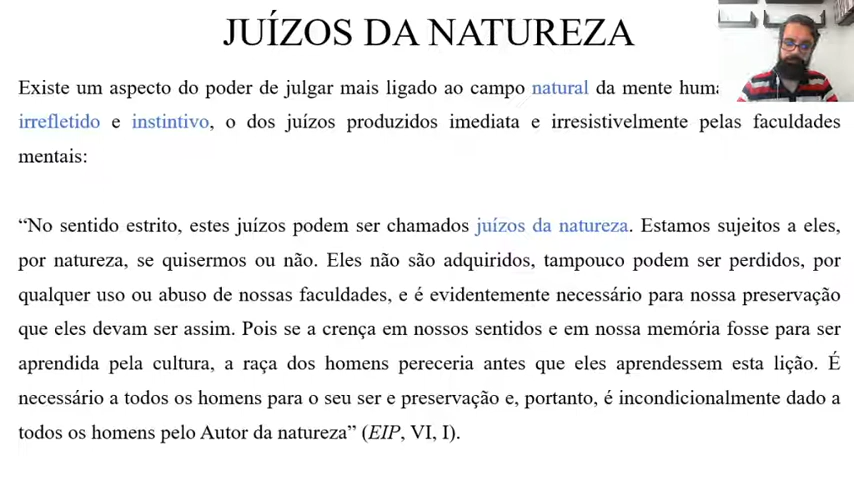 JUÍZOS DA NATUREZA
Existe um aspecto do poder de julgar mais ligado ao campo natural da mente
irrefletido e instintivo, o dos juízos produzidos imediata e irresistivelmente pelas faculdades
mentais:
“No sentido estrito, estes juízos podem ser chamados juízos da natureza. Estamos sujeitos a eles,
por natureza, se quisermos ou não. Eles não são adquiridos, tampouco podem ser perdidos, por
qualquer uso ou abuso de nossas faculdades, e é evidentemente necessário para nossa preservação
que eles devam ser assim. Pois se a crença em nossos sentidos e em nossa memória fosse para ser
aprendida pela cultura, a raça dos homens pereceria antes que eles aprendessem esta lição. É
necessário a todos os homens para o seu ser e preservação e, portanto, é incondicionalmente dado a
todos os homens pelo Autor da natureza” (EIP, VI, I).